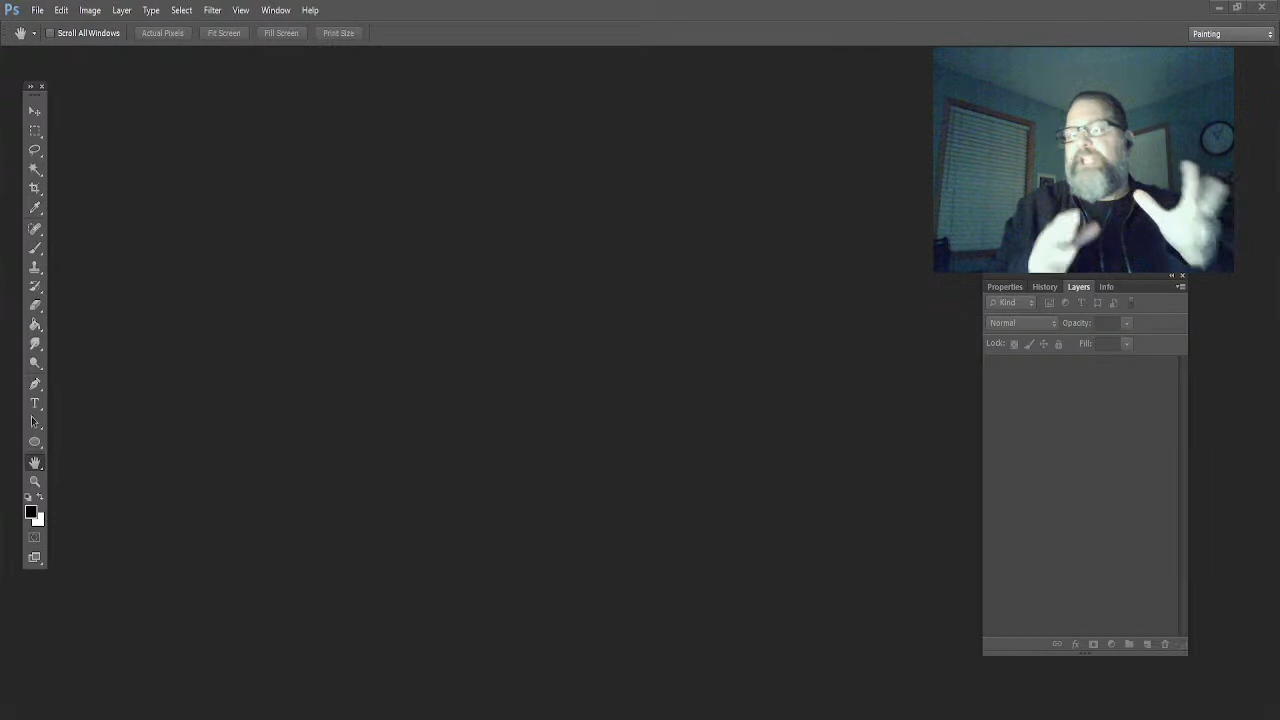 Ps File Edit Image Layer Type Select Filter View Window Help
Scroll All Windows Actual Pixels Fit Screen Fill Screen Print Size Painting
Properties History Layers Info
Kind T
Normal Opacity:
Lock: Fill:
T
fx